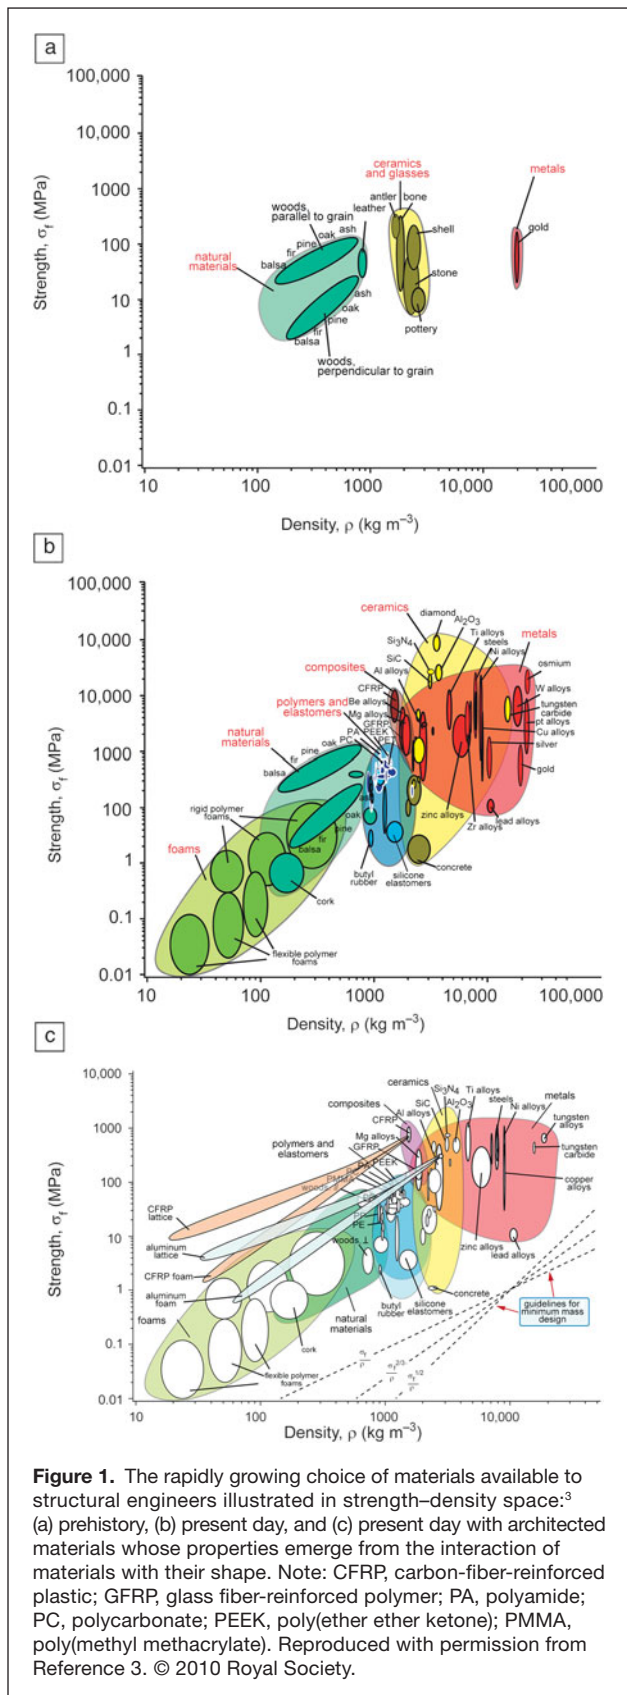 a
100,000
10,000
1000
100
10
1
0.1
0.01
Strength, σf (MPa)
ceramics
and glasses
metals
antler
bone
leather
woods,
parallel to grain
ash
oak
pine
fir
balsa
natural
materials
shell
gold
stone
pottery
ash
oak
pine
fir
balsa
woods,
perpendicular to grain
10
100
1000
10,000
100,000
Density, ρ (kg m⁻³)
b
100,000
10,000
1000
10,000
1000
100
1
0.1
0.01
Strength, σf (MPa)
ceramics
diamond
Al2O3
Si3N4
Ti alloys
steels
Ni alloys
metals
SiC
composites
Al alloys
osmium
CFRP
Be alloys
W alloys
polymers and
elastomers
Mg alloys
tungsten
carbide
GFRP
PA PEEK
PC
PET
pt alloys
Cu alloys
natural
materials
oak
pine
fir
balsa
silver
gold
rigid polymer
foams
oak
pine
fir
balsa
zinc alloys
Zr alloys
lead alloys
foams
butyl
rubber
silicone
elastomers
concrete
cork
flexible polymer
foams
10
100
1000
10,000
100,000
Density, ρ (kg m⁻³)
c
10,000
1000
100
10
1
0.1
0.01
Strength, σf (MPa)
ceramics
Si3N4
Ti alloys
steels
Ni alloys
metals
SiC
Al2O3
composites
CFRP
Al alloys
tungsten
alloys
Mg alloys
GFRP
polymers and
elastomers
tungsten
carbide
PEEK
PA
PMMA
woods,
copper
alloys
CFRP
lattice
PE
aluminum
lattice
woods⊥
zinc alloys
lead alloys
CFRP foam
aluminum
foam
foams
butyl
rubber
silicone
elastomers
concrete
natural
materials
guidelines for
minimum mass
design
cork
flexible polymer
foams
σf/ρ
σf^2/3/ρ
σf^1/2/ρ
10
100
1000
10,000
Density, ρ (kg m⁻³)
Figure 1. The rapidly growing choice of materials available to
structural engineers illustrated in strength–density space:³
(a) prehistory, (b) present day, and (c) present day with architected
materials whose properties emerge from the interaction of
materials with their shape. Note: CFRP, carbon-fiber-reinforced
plastic; GFRP, glass fiber-reinforced polymer; PA, polyamide;
PC, polycarbonate; PEEK, poly(ether ether ketone); PMMA,
poly(methyl methacrylate). Reproduced with permission from
Reference 3. © 2010 Royal Society.